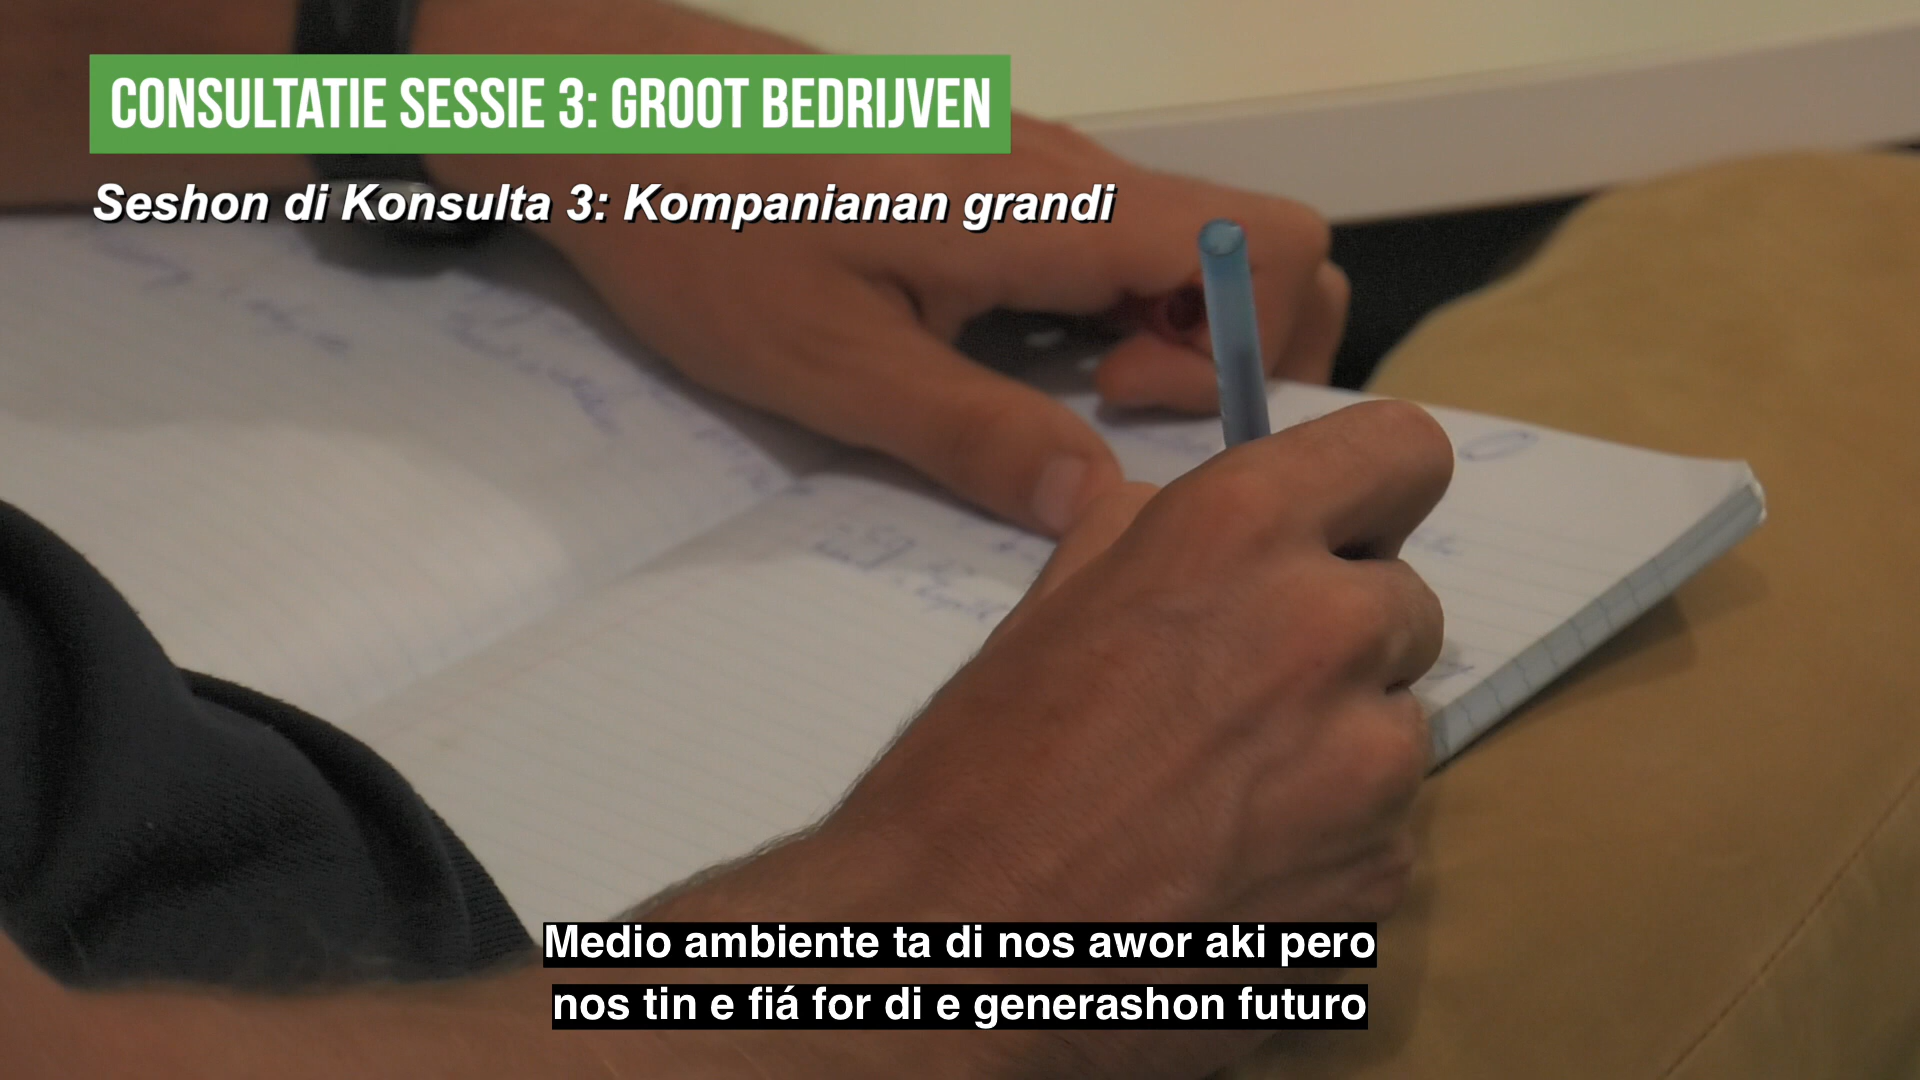 CONSULTATIE SESSIE 3: GROOT BEDRIJVEN
Seshon di Konsulta 3: Kompanianan grandi
Medio ambiente ta di nos awor aki pero
nos tin e fiá for di e generashon futuro